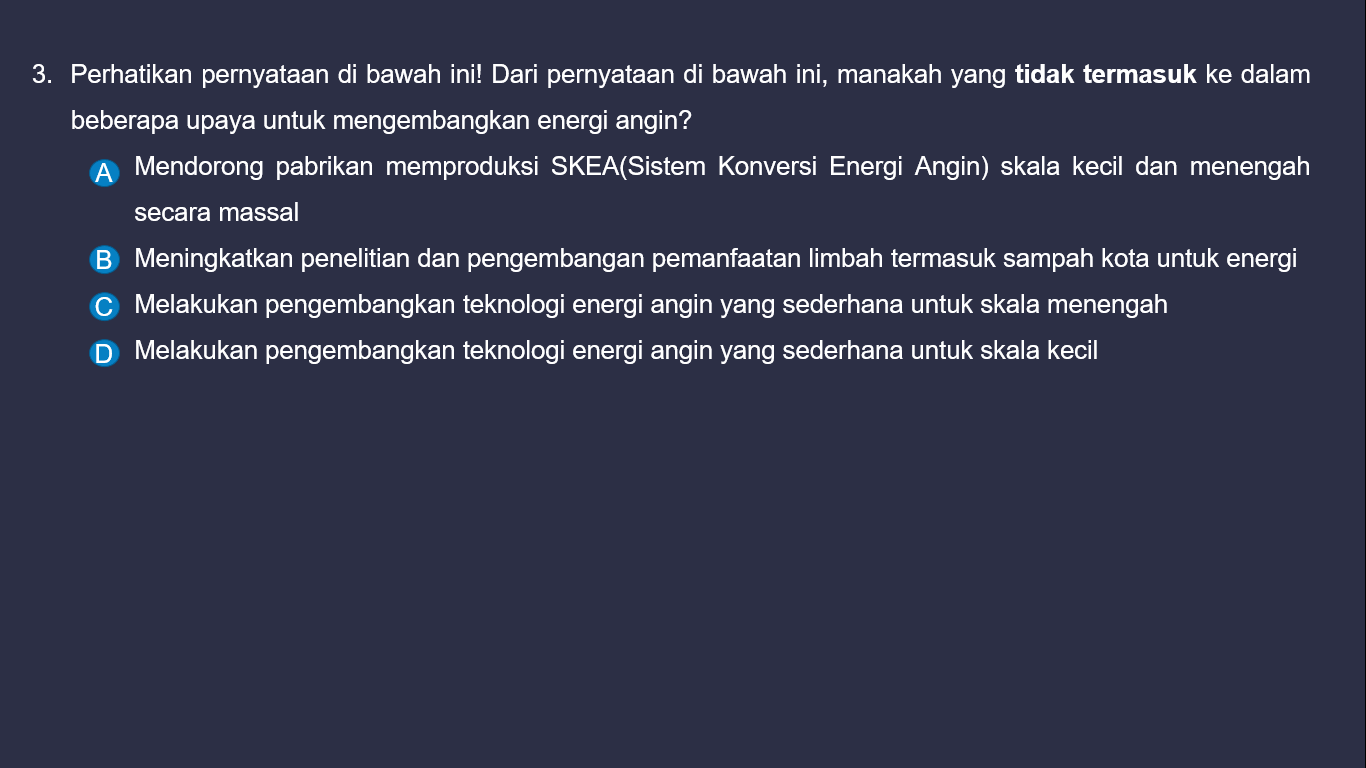 3. Perhatikan pernyataan di bawah ini! Dari pernyataan di bawah ini, manakah yang tidak termasuk ke dalam
beberapa upaya untuk mengembangkan energi angin?
A Mendorong pabrikan memproduksi SKEA(Sistem Konversi Energi Angin) skala kecil dan menengah
secara massal
B Meningkatkan penelitian dan pengembangan pemanfaatan limbah termasuk sampah kota untuk energi
C Melakukan pengembangkan teknologi energi angin yang sederhana untuk skala menengah
D Melakukan pengembangkan teknologi energi angin yang sederhana untuk skala kecil